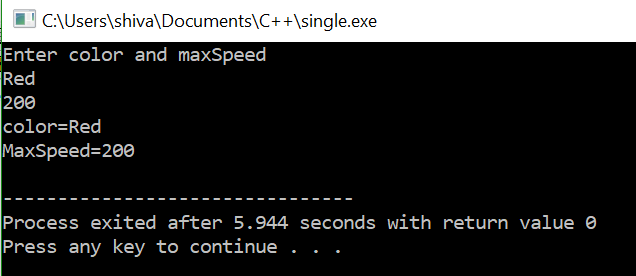 C:\Users\shiva\Documents\C++\single.exe
Enter color and maxSpeed
Red
200
color=Red
MaxSpeed=200
--------------------------------
Process exited after 5.944 seconds with return value 0
Press any key to continue . . .